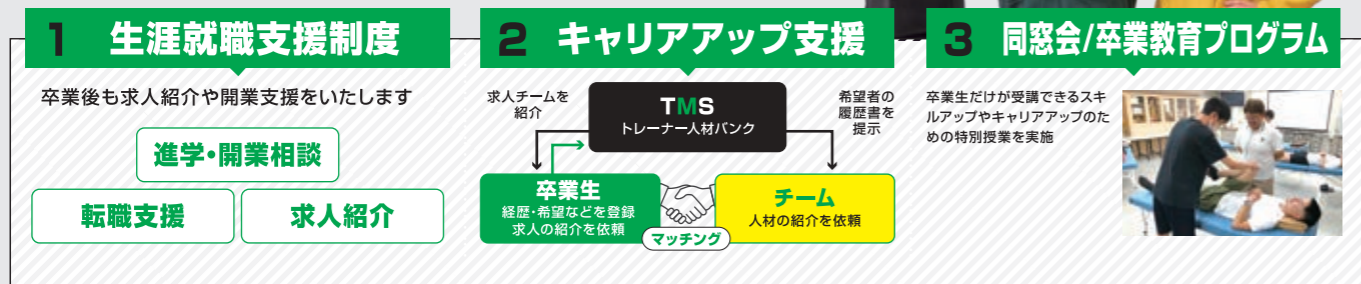 1 生涯就職支援制度
卒業後も求人紹介や開業支援をいたします
進学・開業相談
転職支援
求人紹介
2 キャリアアップ支援
求人チームを
紹介
TMS
トレーナー人材バンク
希望者の
履歴書を
提示
卒業生
経歴・希望などを登録
求人の紹介を依頼
チーム
人材の紹介を依頼
マッチング
3 同窓会/卒業教育プログラム
卒業生だけが受講できるスキ
ルアップやキャリアアップのた
めの特別授業を実施